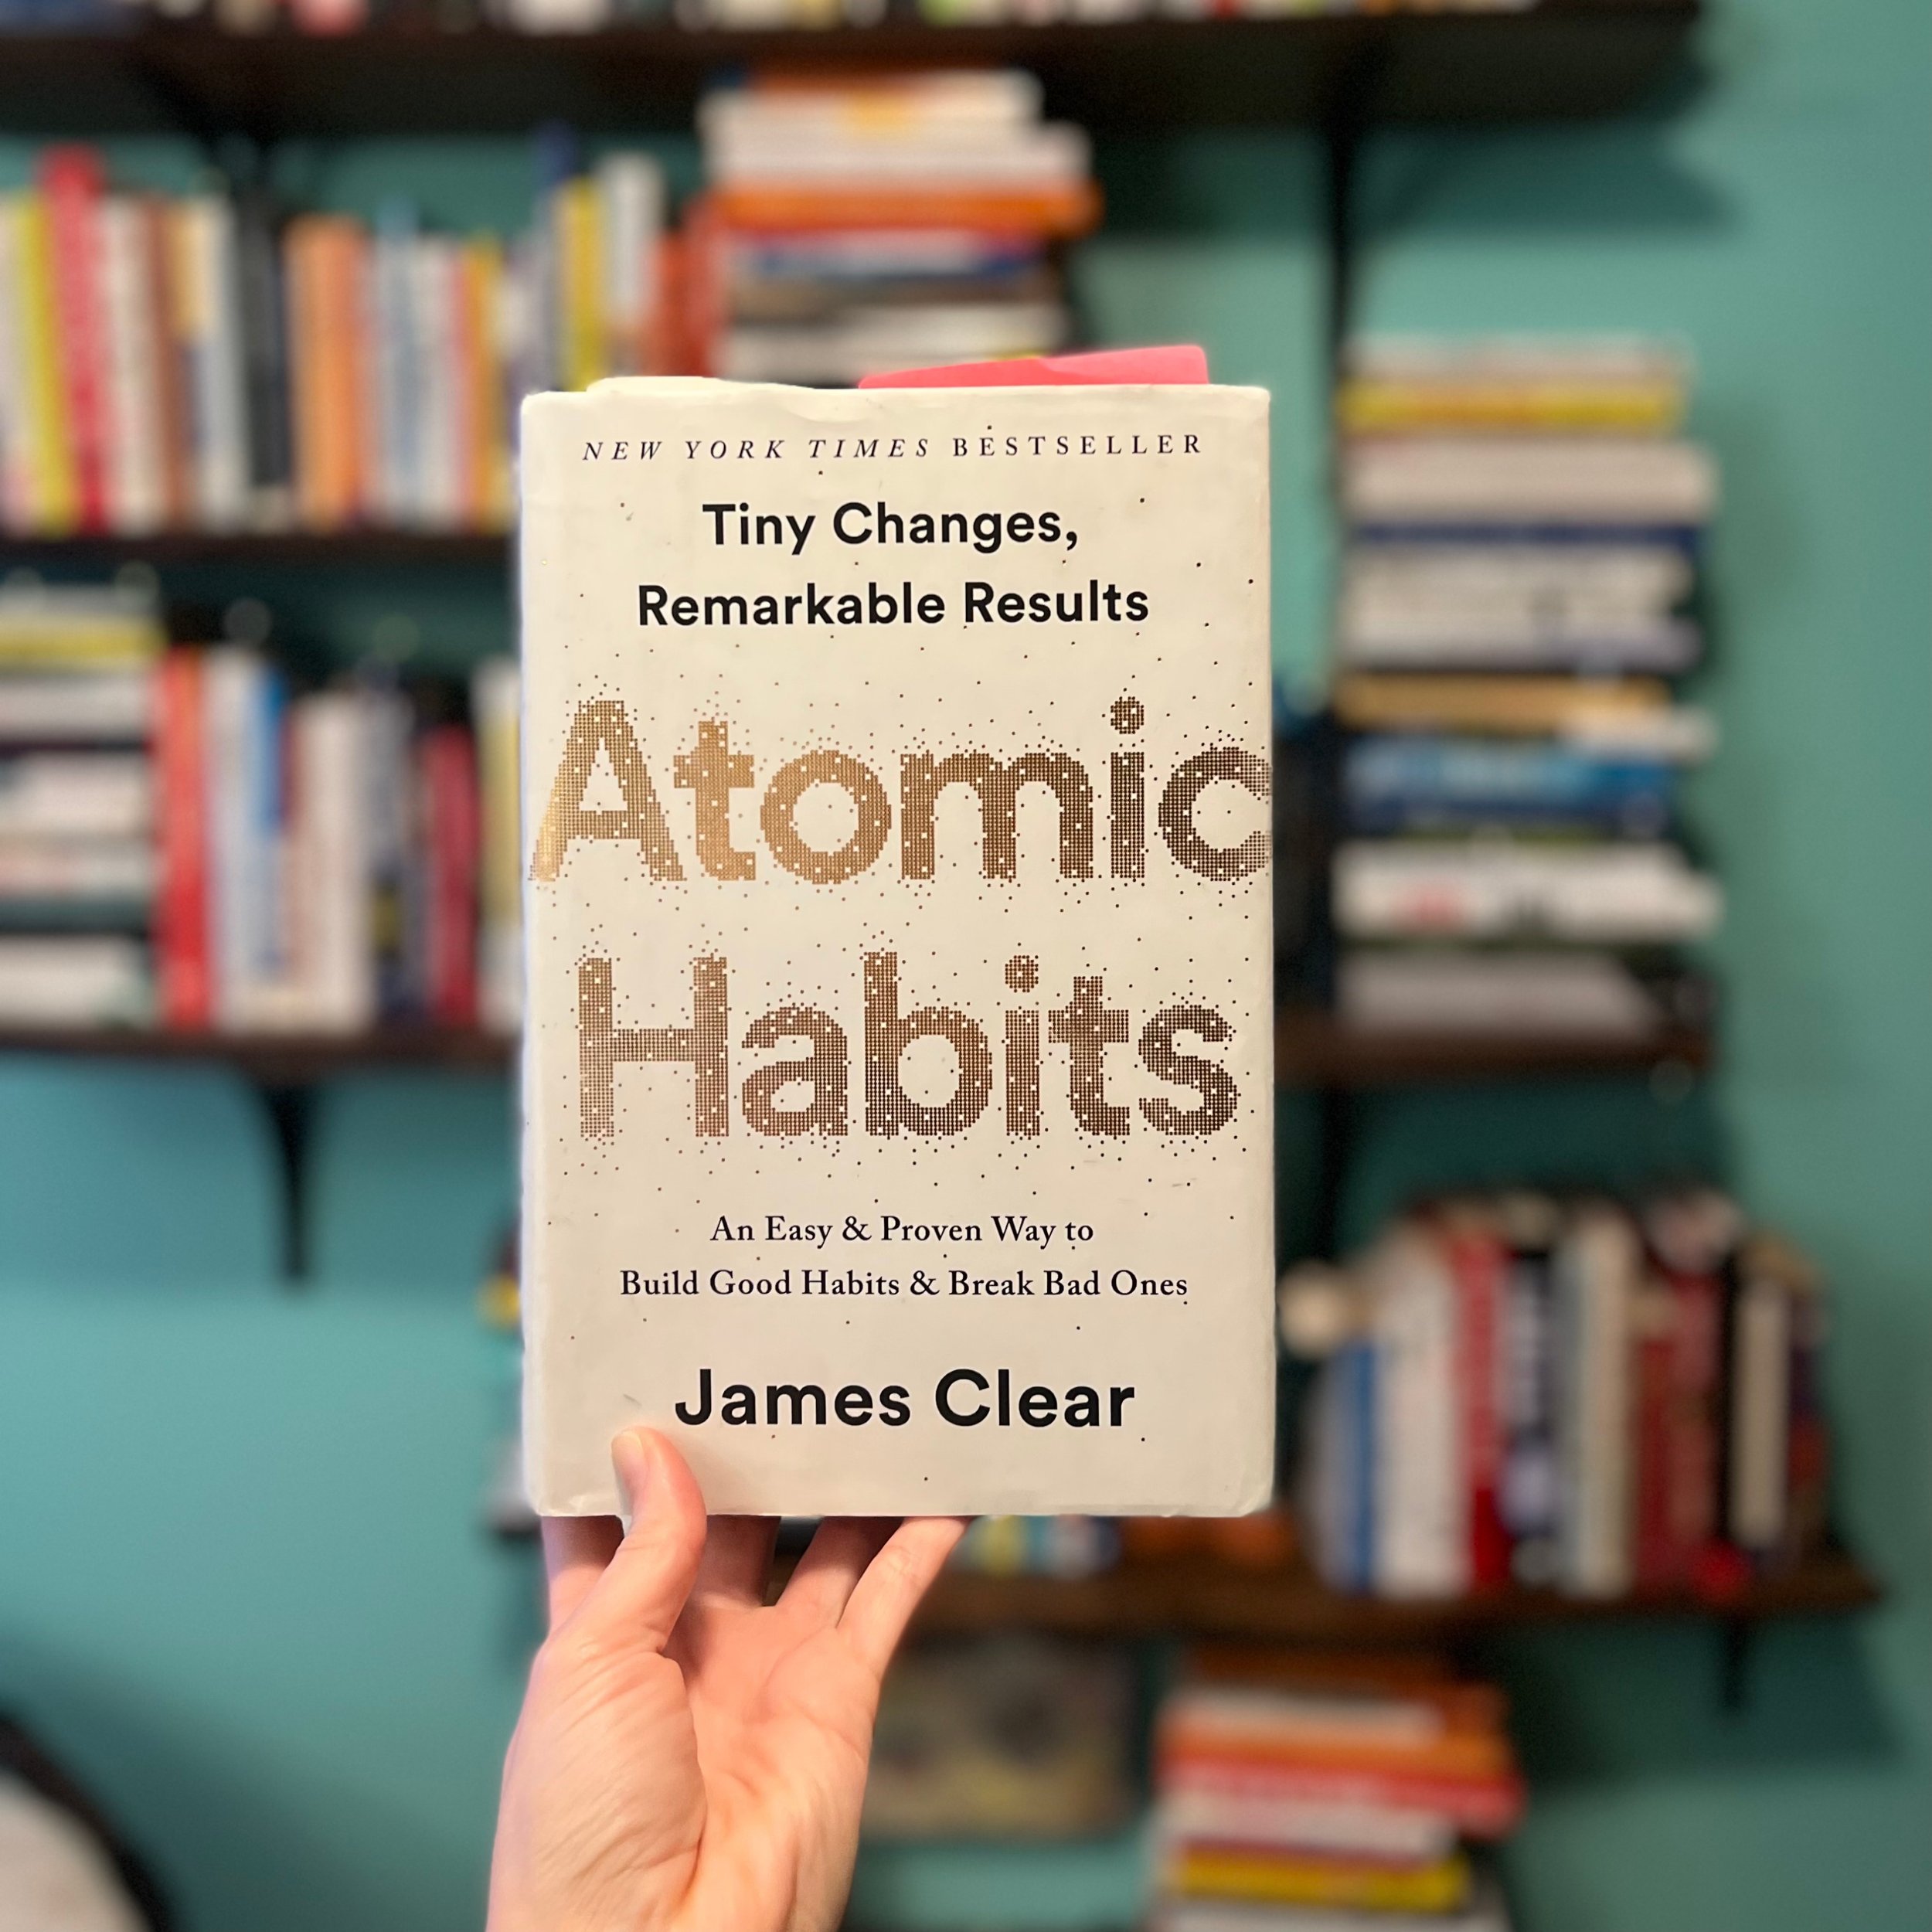 NEW YORK TIMES BESTSELLER
Tiny Changes,
Remarkable Results
Atomic
Habits
An Easy & Proven Way to
Build Good Habits & Break Bad Ones
James Clear